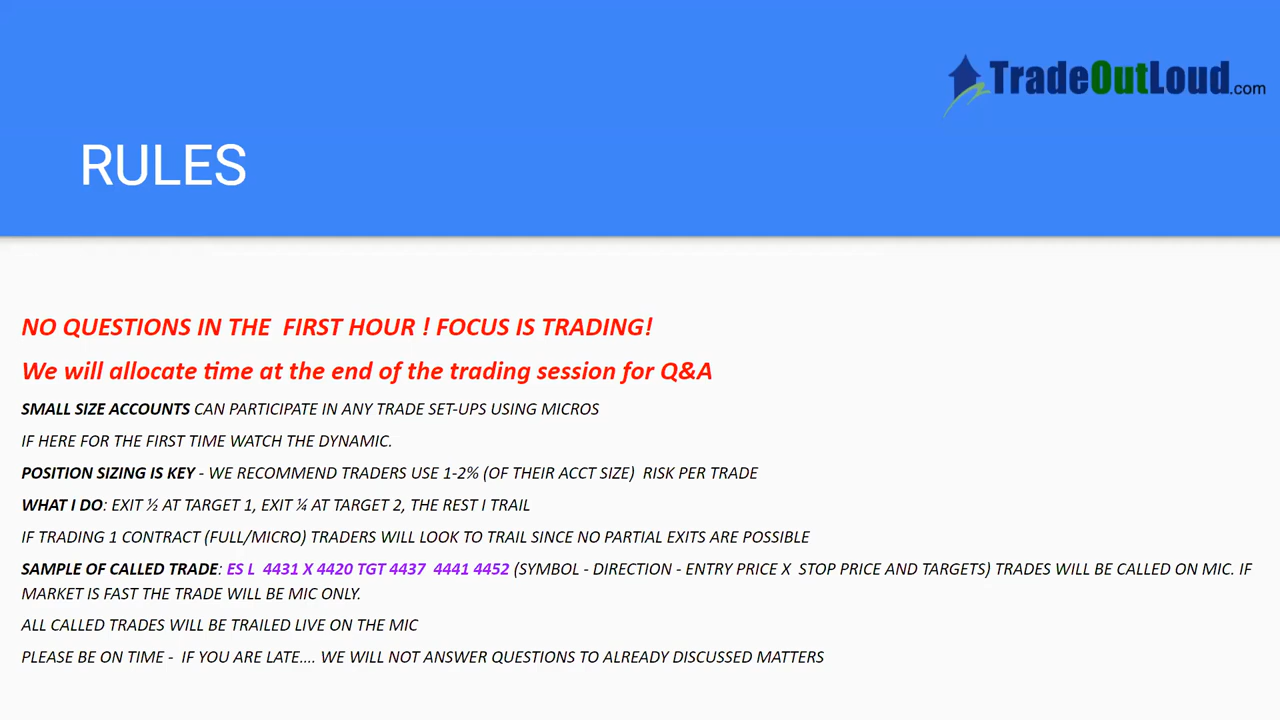 TradeOutLoud.com
RULES
NO QUESTIONS IN THE FIRST HOUR ! FOCUS IS TRADING!
We will allocate time at the end of the trading session for Q&A
SMALL SIZE ACCOUNTS CAN PARTICIPATE IN ANY TRADE SET-UPS USING MICROS
IF HERE FOR THE FIRST TIME WATCH THE DYNAMIC.
POSITION SIZING IS KEY - WE RECOMMEND TRADERS USE 1-2% (OF THEIR ACCT SIZE) RISK PER TRADE
WHAT I DO: EXIT ½ AT TARGET 1, EXIT ¼ AT TARGET 2, THE REST I TRAIL
IF TRADING 1 CONTRACT (FULL/MICRO) TRADERS WILL LOOK TO TRAIL SINCE NO PARTIAL EXITS ARE POSSIBLE
SAMPLE OF CALLED TRADE: ES L 4431 X 4420 TGT 4437 4441 4452 (SYMBOL - DIRECTION - ENTRY PRICE X STOP PRICE AND TARGETS) TRADES WILL BE CALLED ON MIC. IF
MARKET IS FAST THE TRADE WILL BE MIC ONLY.
ALL CALLED TRADES WILL BE TRAILED LIVE ON THE MIC
PLEASE BE ON TIME - IF YOU ARE LATE.... WE WILL NOT ANSWER QUESTIONS TO ALREADY DISCUSSED MATTERS